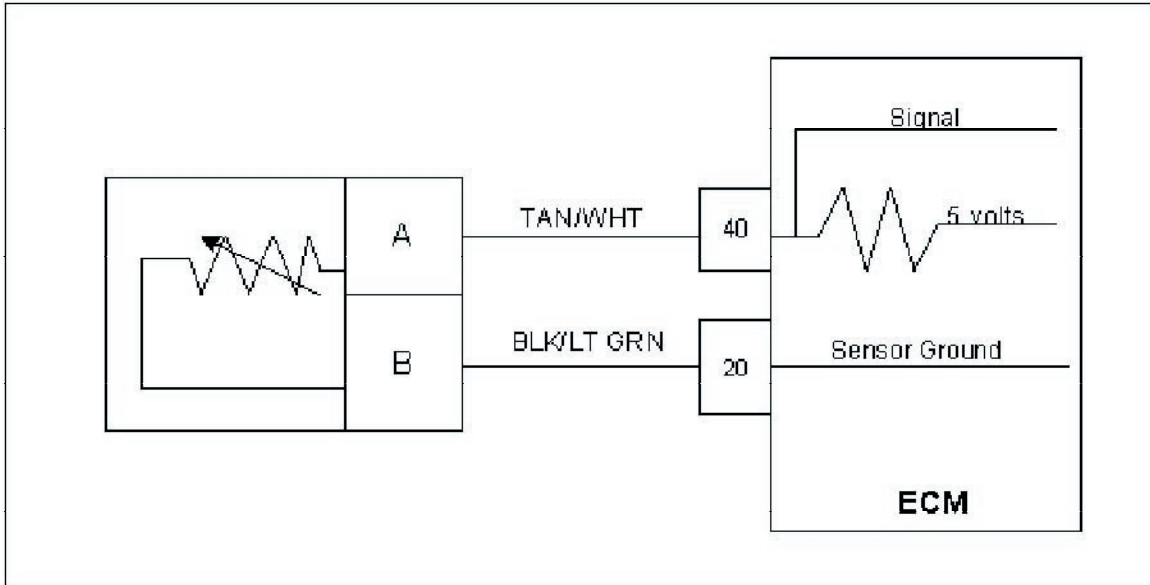 Signal
A
TAN/WHT
40
5 volts
B
BLK/LT GRN
20
Sensor Ground
ECM